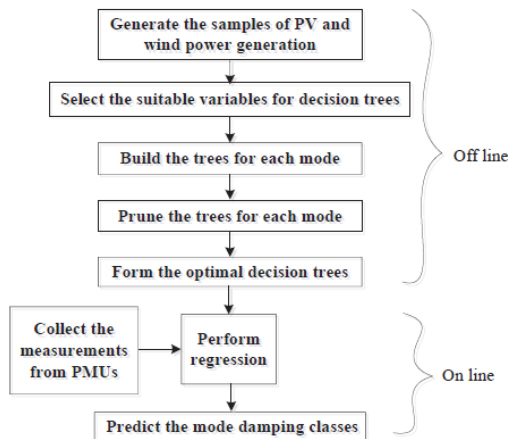 Generate the samples of PV and
wind power generation
Select the suitable variables for decision trees
Build the trees for each mode
Prune the trees for each mode
Form the optimal decision trees
Off line
Collect the
measurements
from PMUs
Perform
regression
On line
Predict the mode damping classes